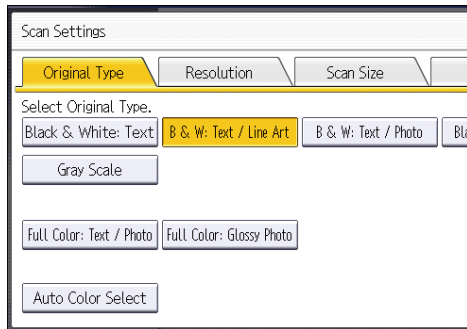 Scan Settings
Original Type Resolution Scan Size
Select Original Type.
Black & White: Text B & W: Text / Line Art B & W: Text / Photo
Gray Scale
Full Color: Text / Photo Full Color: Glossy Photo
Auto Color Select